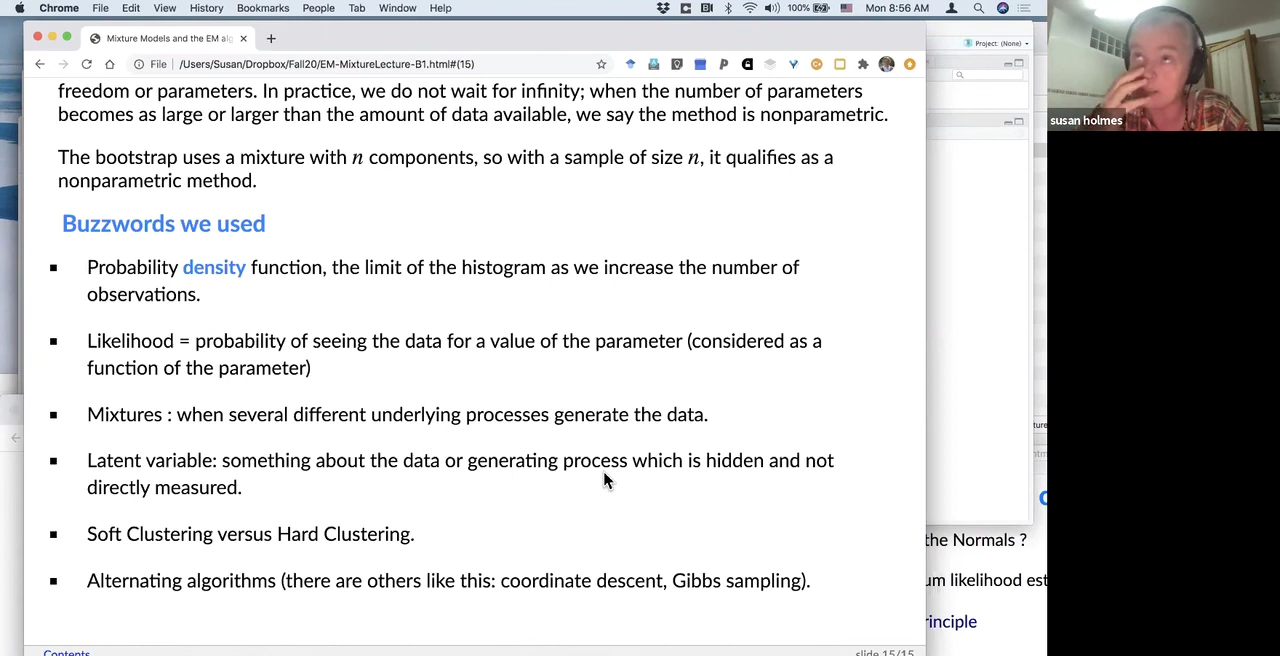 Chrome File Edit View History Bookmarks People Tab Window Help 100% Mon 8:56 AM
Mixture Models and the EM alg
Project: (None)
File /Users/Susan/Dropbox/Fall20/EM-MixtureLecture-B1.html#(15)
susan holmes
freedom or parameters. In practice, we do not wait for infinity; when the number of parameters
becomes as large or larger than the amount of data available, we say the method is nonparametric.
The bootstrap uses a mixture with n components, so with a sample of size n, it qualifies as a
nonparametric method.
Buzzwords we used
▪ Probability density function, the limit of the histogram as we increase the number of
observations.
▪ Likelihood = probability of seeing the data for a value of the parameter (considered as a
function of the parameter)
▪ Mixtures : when several different underlying processes generate the data.
▪ Latent variable: something about the data or generating process which is hidden and not
directly measured.
▪ Soft Clustering versus Hard Clustering.
▪ Alternating algorithms (there are others like this: coordinate descent, Gibbs sampling).
the Normals ?
um likelihood est
rinciple
Contents
slide 15/15